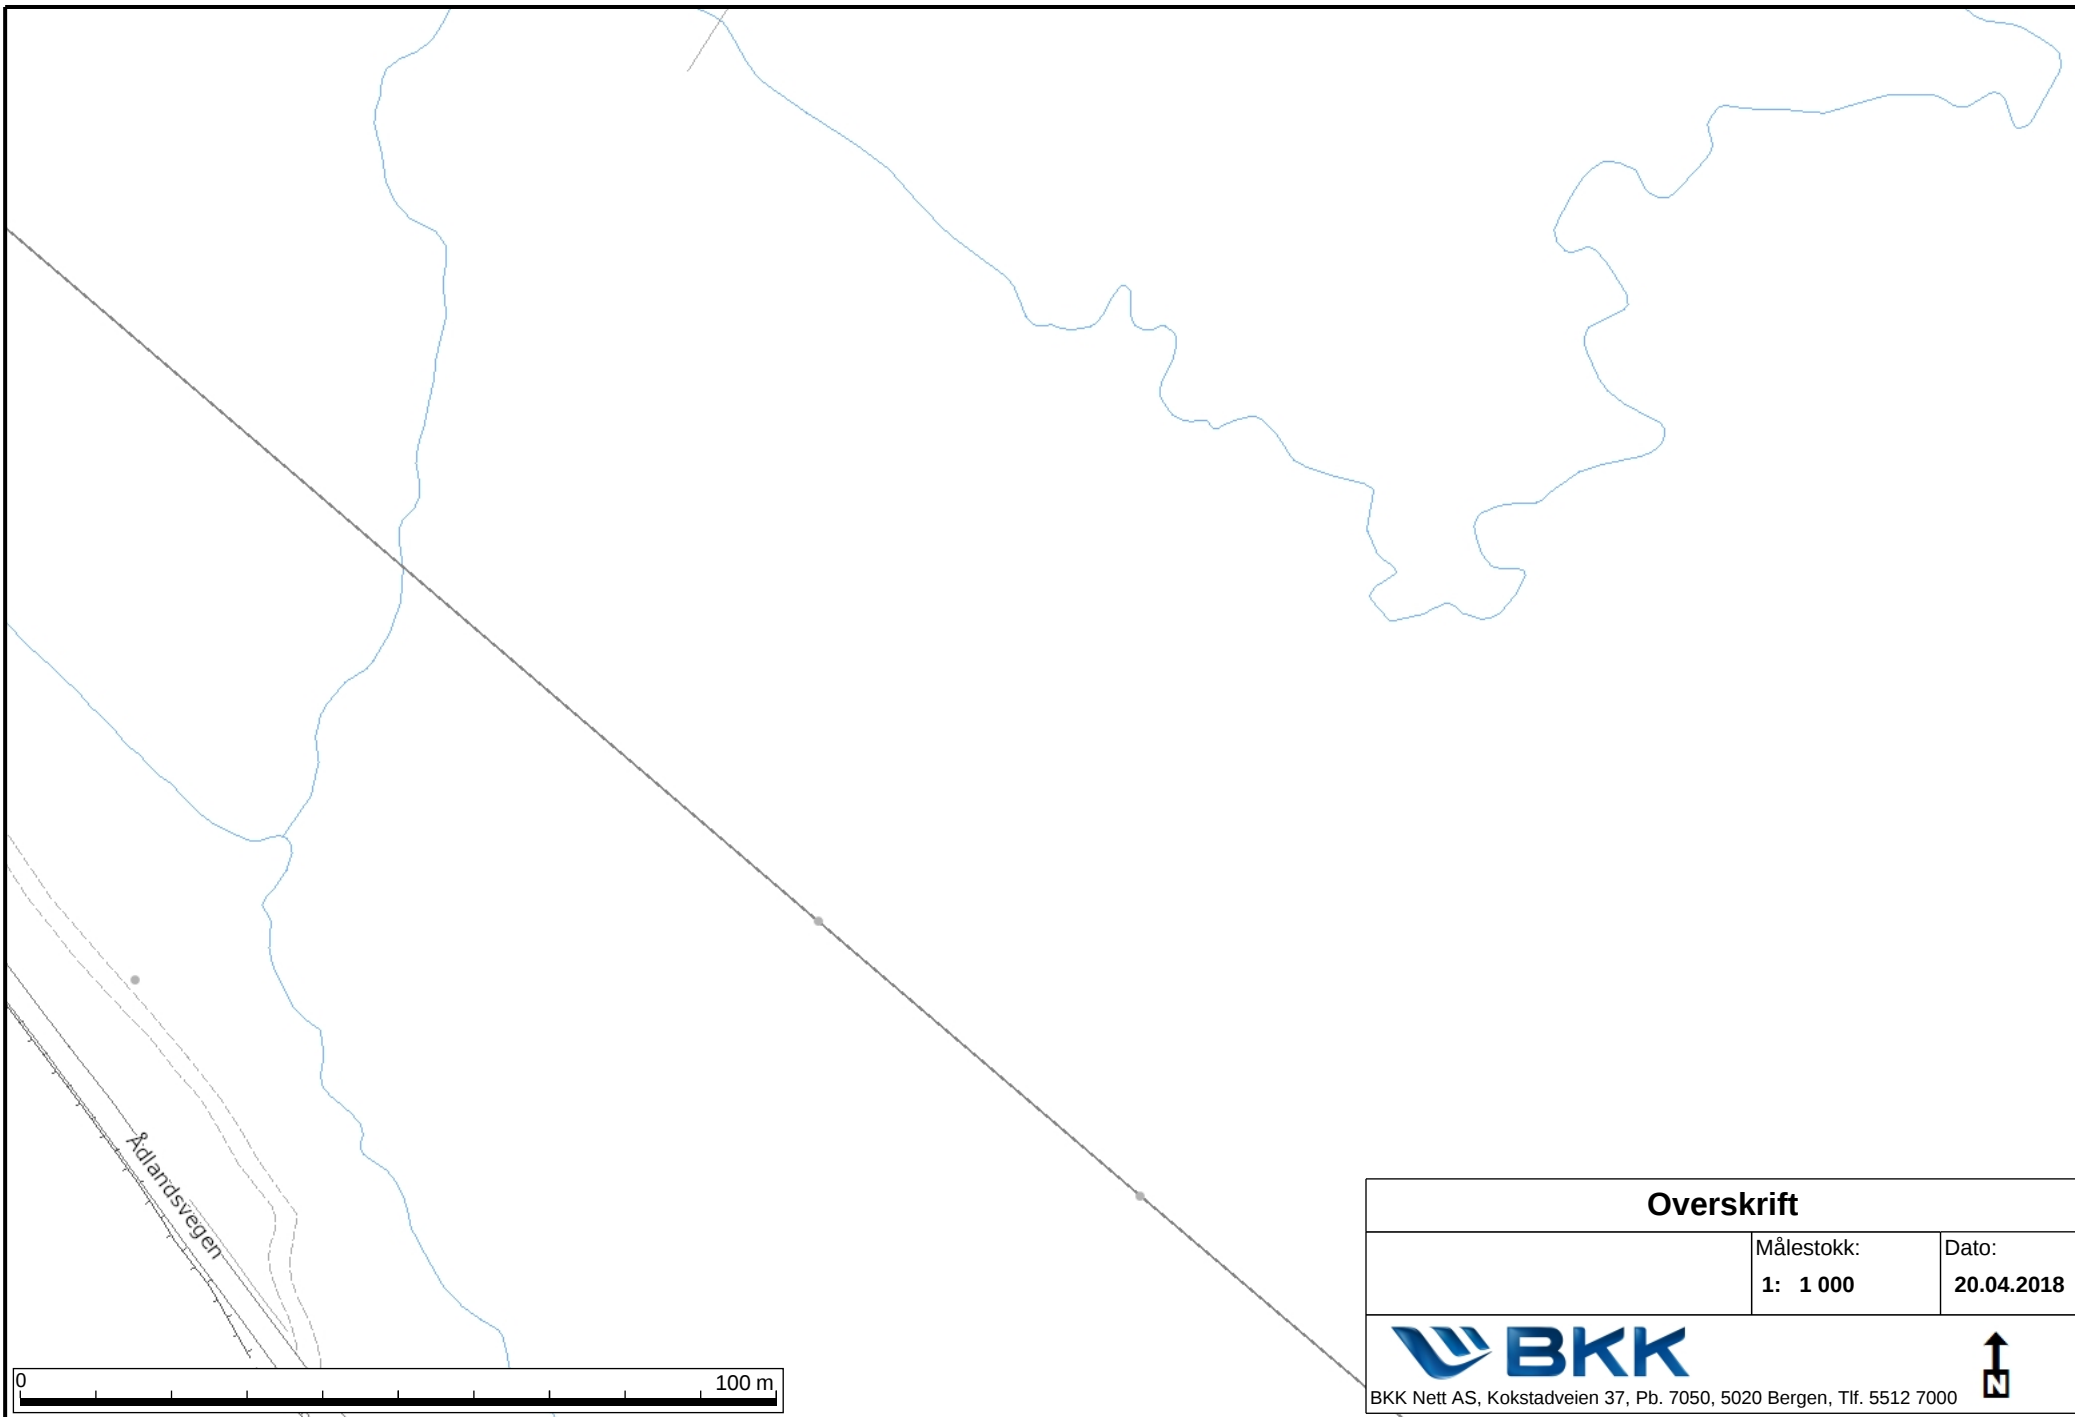 Ådlandsvegen
Overskrift
Målestokk:
1: 1 000
Dato:
20.04.2018
BKK
N
BKK Nett AS, Kokstadveien 37, Pb. 7050, 5020 Bergen, Tlf. 5512 7000
0
100 m